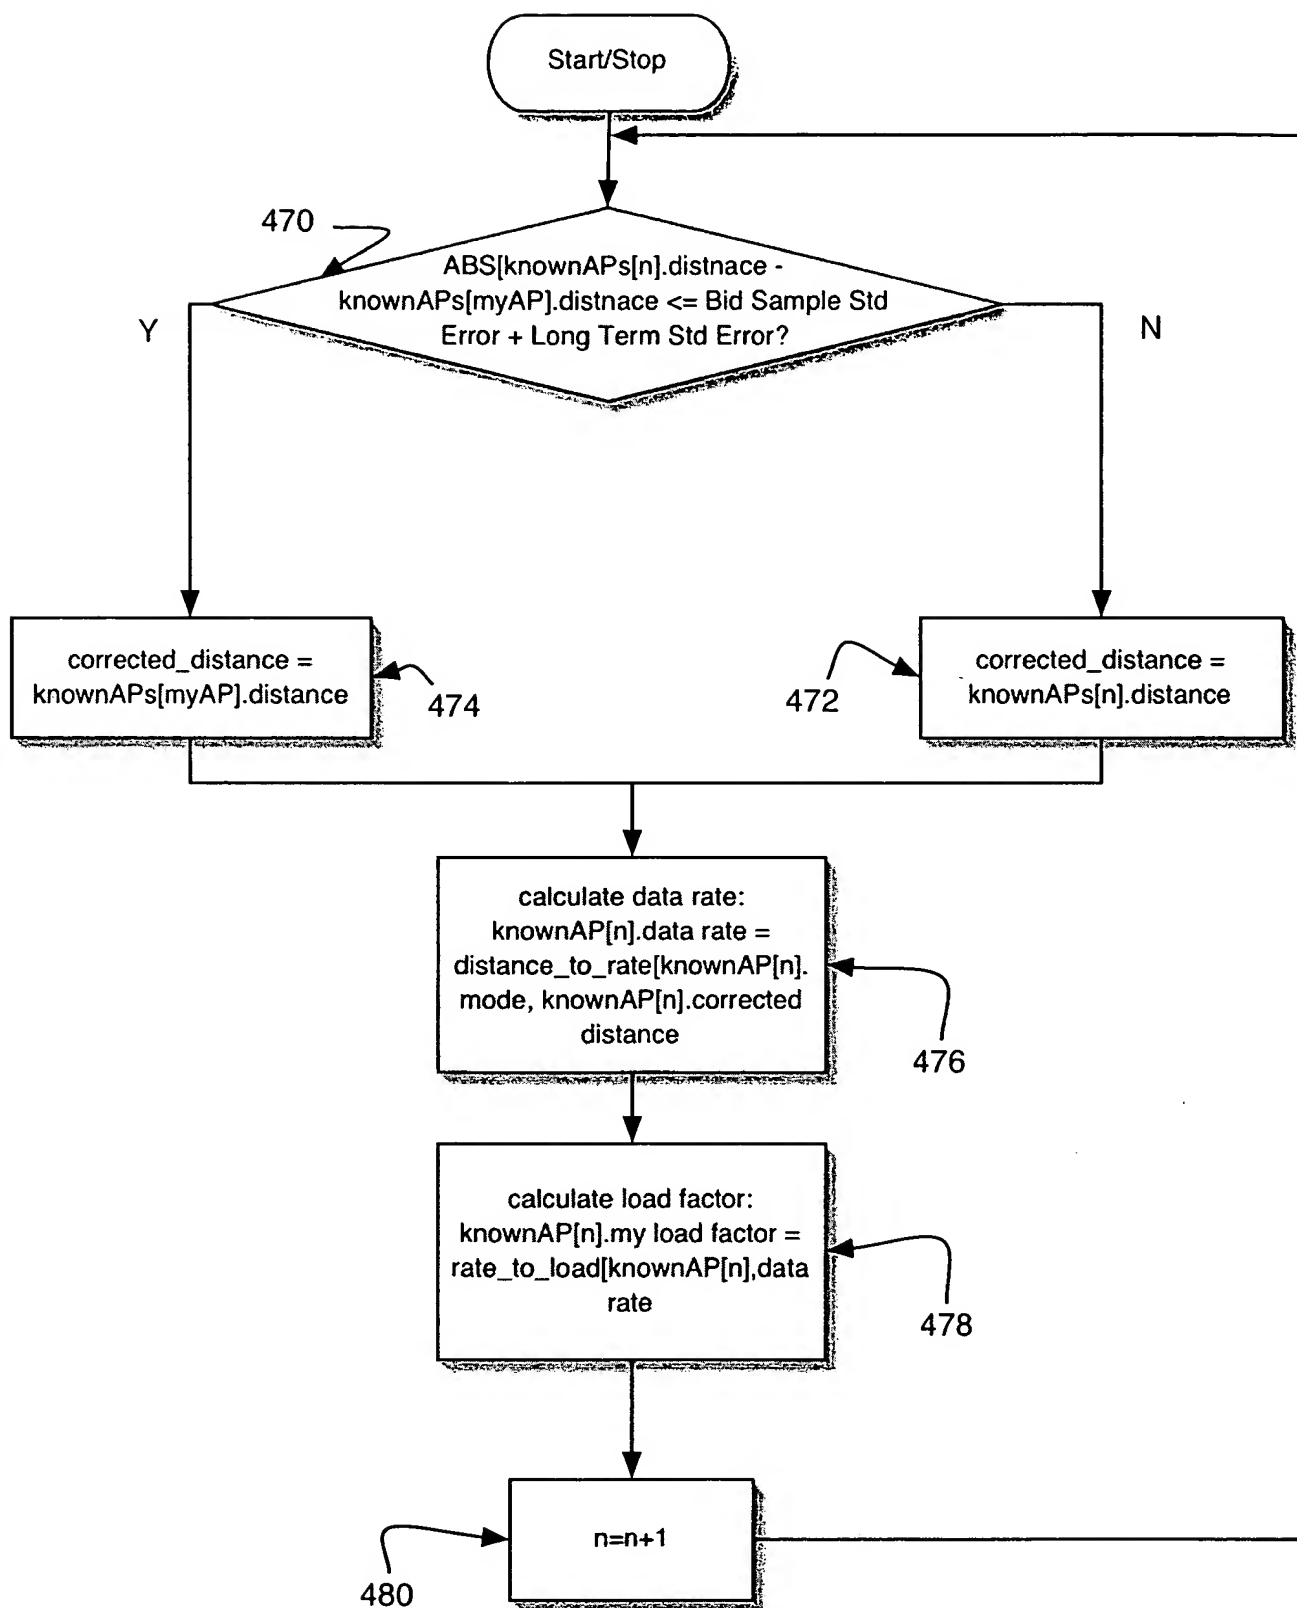 Start/Stop
470
ABS[knownAPs[n].distnace -
knownAPs[myAP].distnace <= Bid Sample Std
Error + Long Term Std Error?
Y
N
corrected_distance =
knownAPs[myAP].distance
474
472
corrected_distance =
knownAPs[n].distance
calculate data rate:
knownAP[n].data rate =
distance_to_rate[knownAP[n].
mode, knownAP[n].corrected
distance
476
calculate load factor:
knownAP[n].my load factor =
rate_to_load[knownAP[n],data
rate
478
n=n+1
480